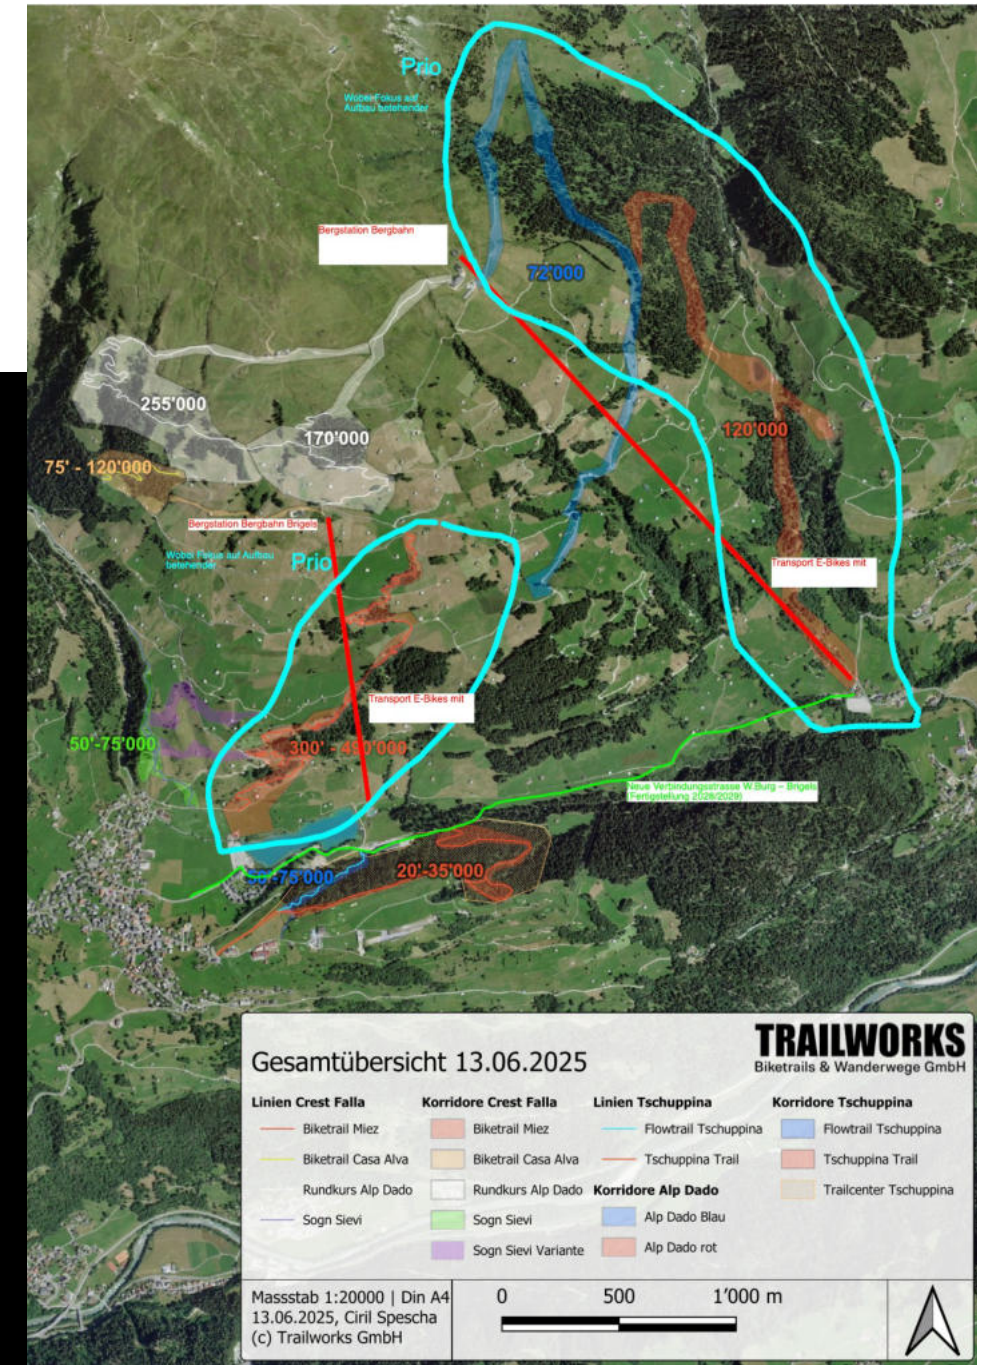 Prio
Wobei Fokus auf
Aufbau betehender
Bergstation Bergbahn
72'000
255'000
170'000
120'000
75' - 120'000
Bergstation Bergbahn Brigels
Wobei Fokus auf Aufbau
betehender
Prio
Transport E-Bikes mit
Transport E-Bikes mit
50'-75'000
300' - 450'000
Neue Verbindungsstrasse W.Burg – Brigels
(Fertigstellung 2028/2029)
20'-35'000
50'-75'000
TRAILWORKS
Biketrails & Wanderwege GmbH
Gesamtübersicht 13.06.2025
Linien Crest Falla
Biketrail Miez
Biketrail Casa Alva
Rundkurs Alp Dado
Sogn Sievi
Korridore Crest Falla
Biketrail Miez
Biketrail Casa Alva
Rundkurs Alp Dado
Sogn Sievi
Sogn Sievi Variante
Linien Tschuppina
Flowtrail Tschuppina
Tschuppina Trail
Korridore Alp Dado
Alp Dado Blau
Alp Dado rot
Korridore Tschuppina
Flowtrail Tschuppina
Tschuppina Trail
Trailcenter Tschuppina
Massstab 1:20000 | Din A4
13.06.2025, Ciril Spescha
(c) Trailworks GmbH
0 500 1'000 m